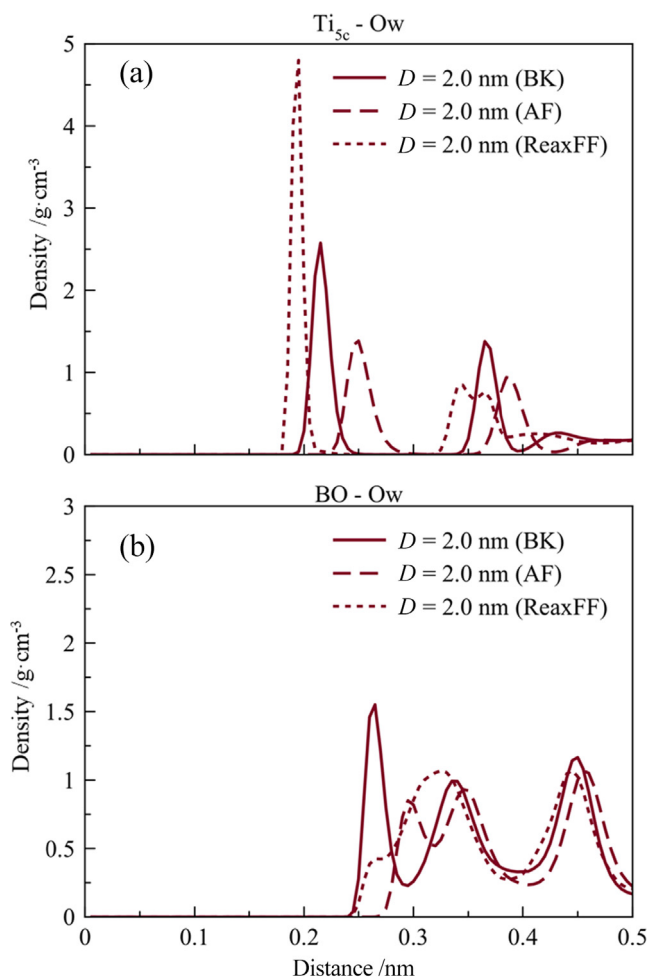 Ti5c - Ow
(a)
D = 2.0 nm (BK)
D = 2.0 nm (AF)
D = 2.0 nm (ReaxFF)
Density /g·cm-3
5
4
3
2
1
0
BO - Ow
(b)
D = 2.0 nm (BK)
D = 2.0 nm (AF)
D = 2.0 nm (ReaxFF)
Density /g·cm-3
3
2.5
2
1.5
1
0.5
0
0 0.1 0.2 0.3 0.4 0.5
Distance /nm